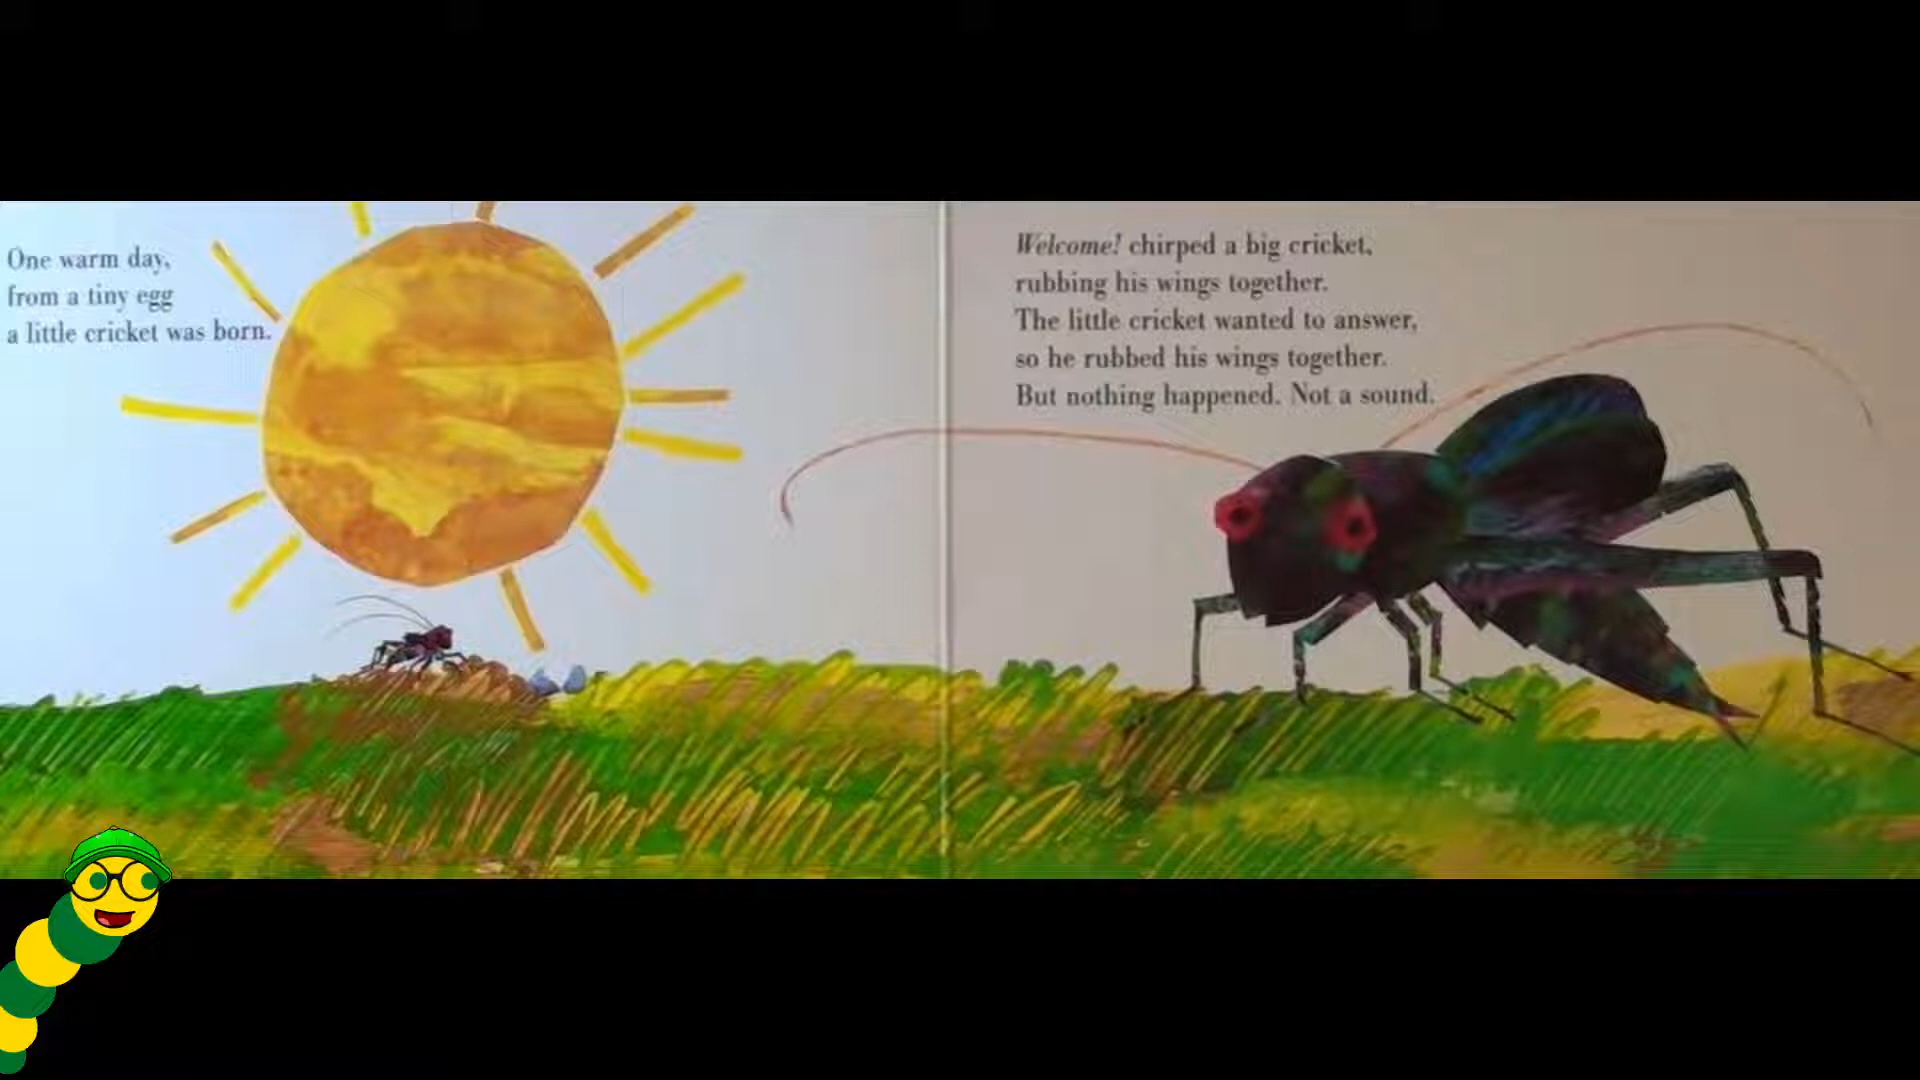 One warm day,
from a tiny egg
a little cricket was born.
Welcome! chirped a big cricket,
rubbing his wings together.
The little cricket wanted to answer,
so he rubbed his wings together.
But nothing happened. Not a sound.